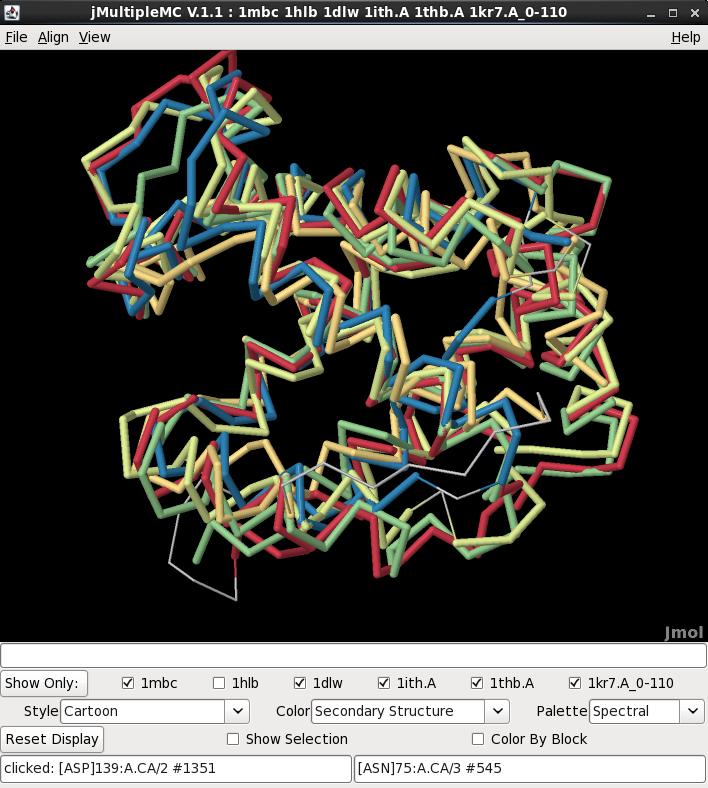 jMultipleMC V.1.1 : 1mbc 1hlb 1dlw 1ith.A 1thb.A 1kr7.A_0-110
File Align View Help
Jmol
Show Only: 1mbc 1hlb 1dlw 1ith.A 1thb.A 1kr7.A_0-110
Style Cartoon Color Secondary Structure Palette Spectral
Reset Display Show Selection Color By Block
clicked: [ASP]139:A.CA/2 #1351 [ASN]75:A.CA/3 #545